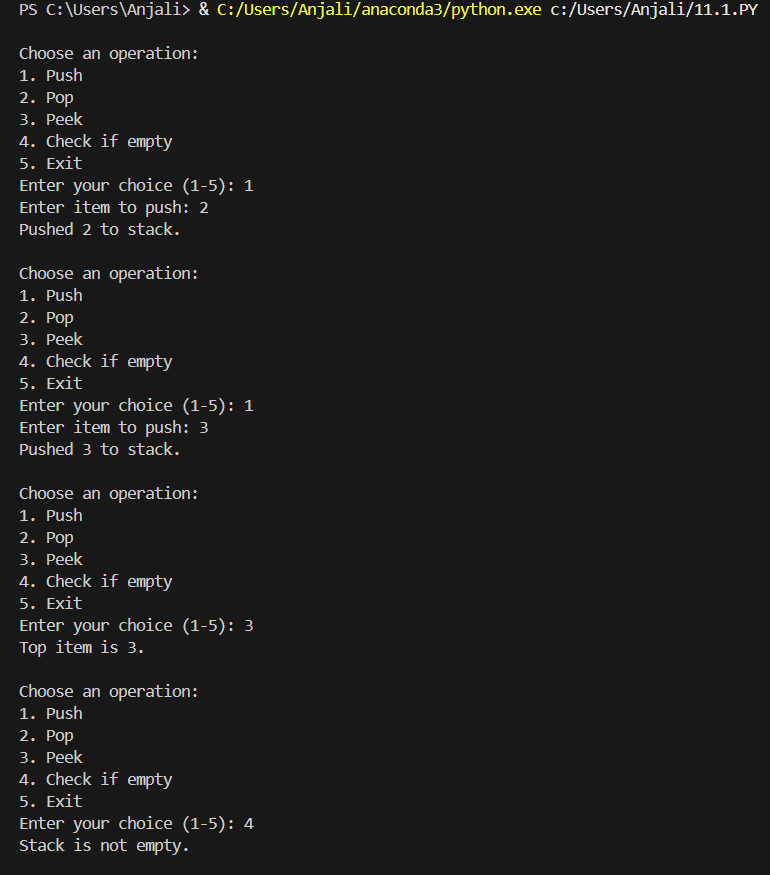 PS C:\Users\Anjali> & C:/Users/Anjali/anaconda3/python.exe c:/Users/Anjali/11.1.PY
Choose an operation:
1. Push
2. Pop
3. Peek
4. Check if empty
5. Exit
Enter your choice (1-5): 1
Enter item to push: 2
Pushed 2 to stack.
Choose an operation:
1. Push
2. Pop
3. Peek
4. Check if empty
5. Exit
Enter your choice (1-5): 1
Enter item to push: 3
Pushed 3 to stack.
Choose an operation:
1. Push
2. Pop
3. Peek
4. Check if empty
5. Exit
Enter your choice (1-5): 3
Top item is 3.
Choose an operation:
1. Push
2. Pop
3. Peek
4. Check if empty
5. Exit
Enter your choice (1-5): 4
Stack is not empty.